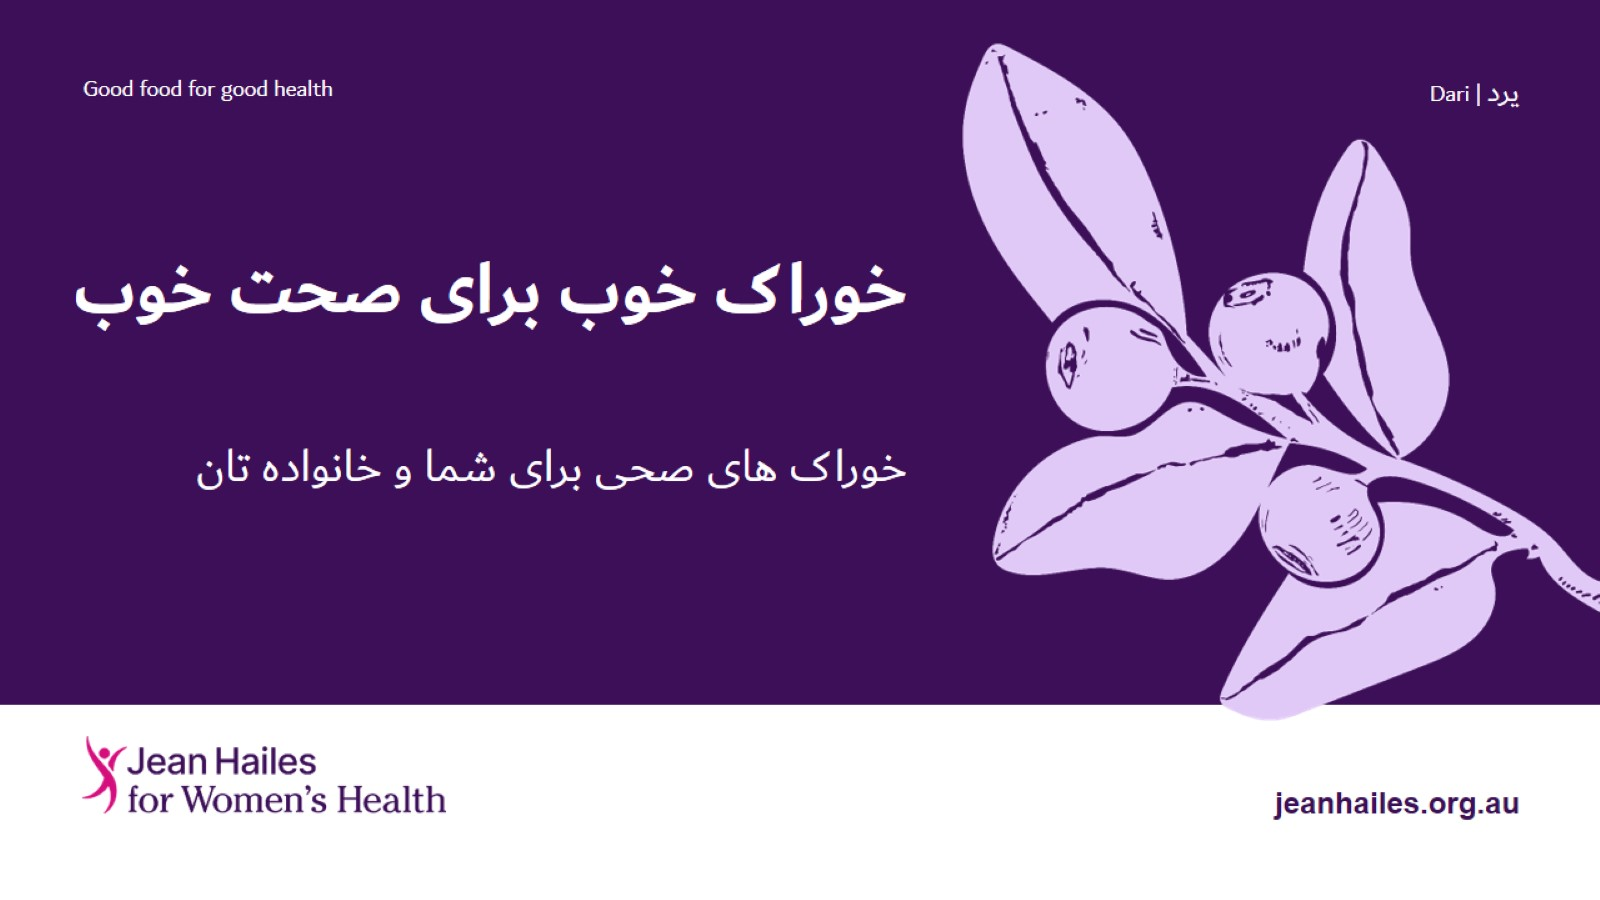 Good food for good health
Dari | یرد
خوراک خوب برای صحت خوب
خوراک های صحی برای شما و خانواده تان
Jean Hailes
for Women's Health
jeanhailes.org.au